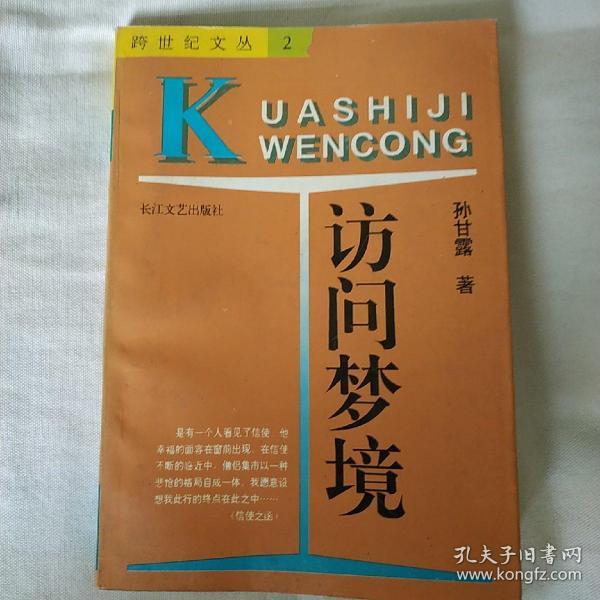 跨世纪文丛 2
KUASHIJI
WENCONG
长江文艺出版社
孙甘露 著
访问梦境
是有一个人看见了信使，他
幸福的面容在窗前出现，在信使
不断的临近中，僧侣集市以一种
悲怆的格局自成一体，我愿意设
想我此行的终点在此之中……
《信使之函》
孔夫子旧书网
www.kongfz.com